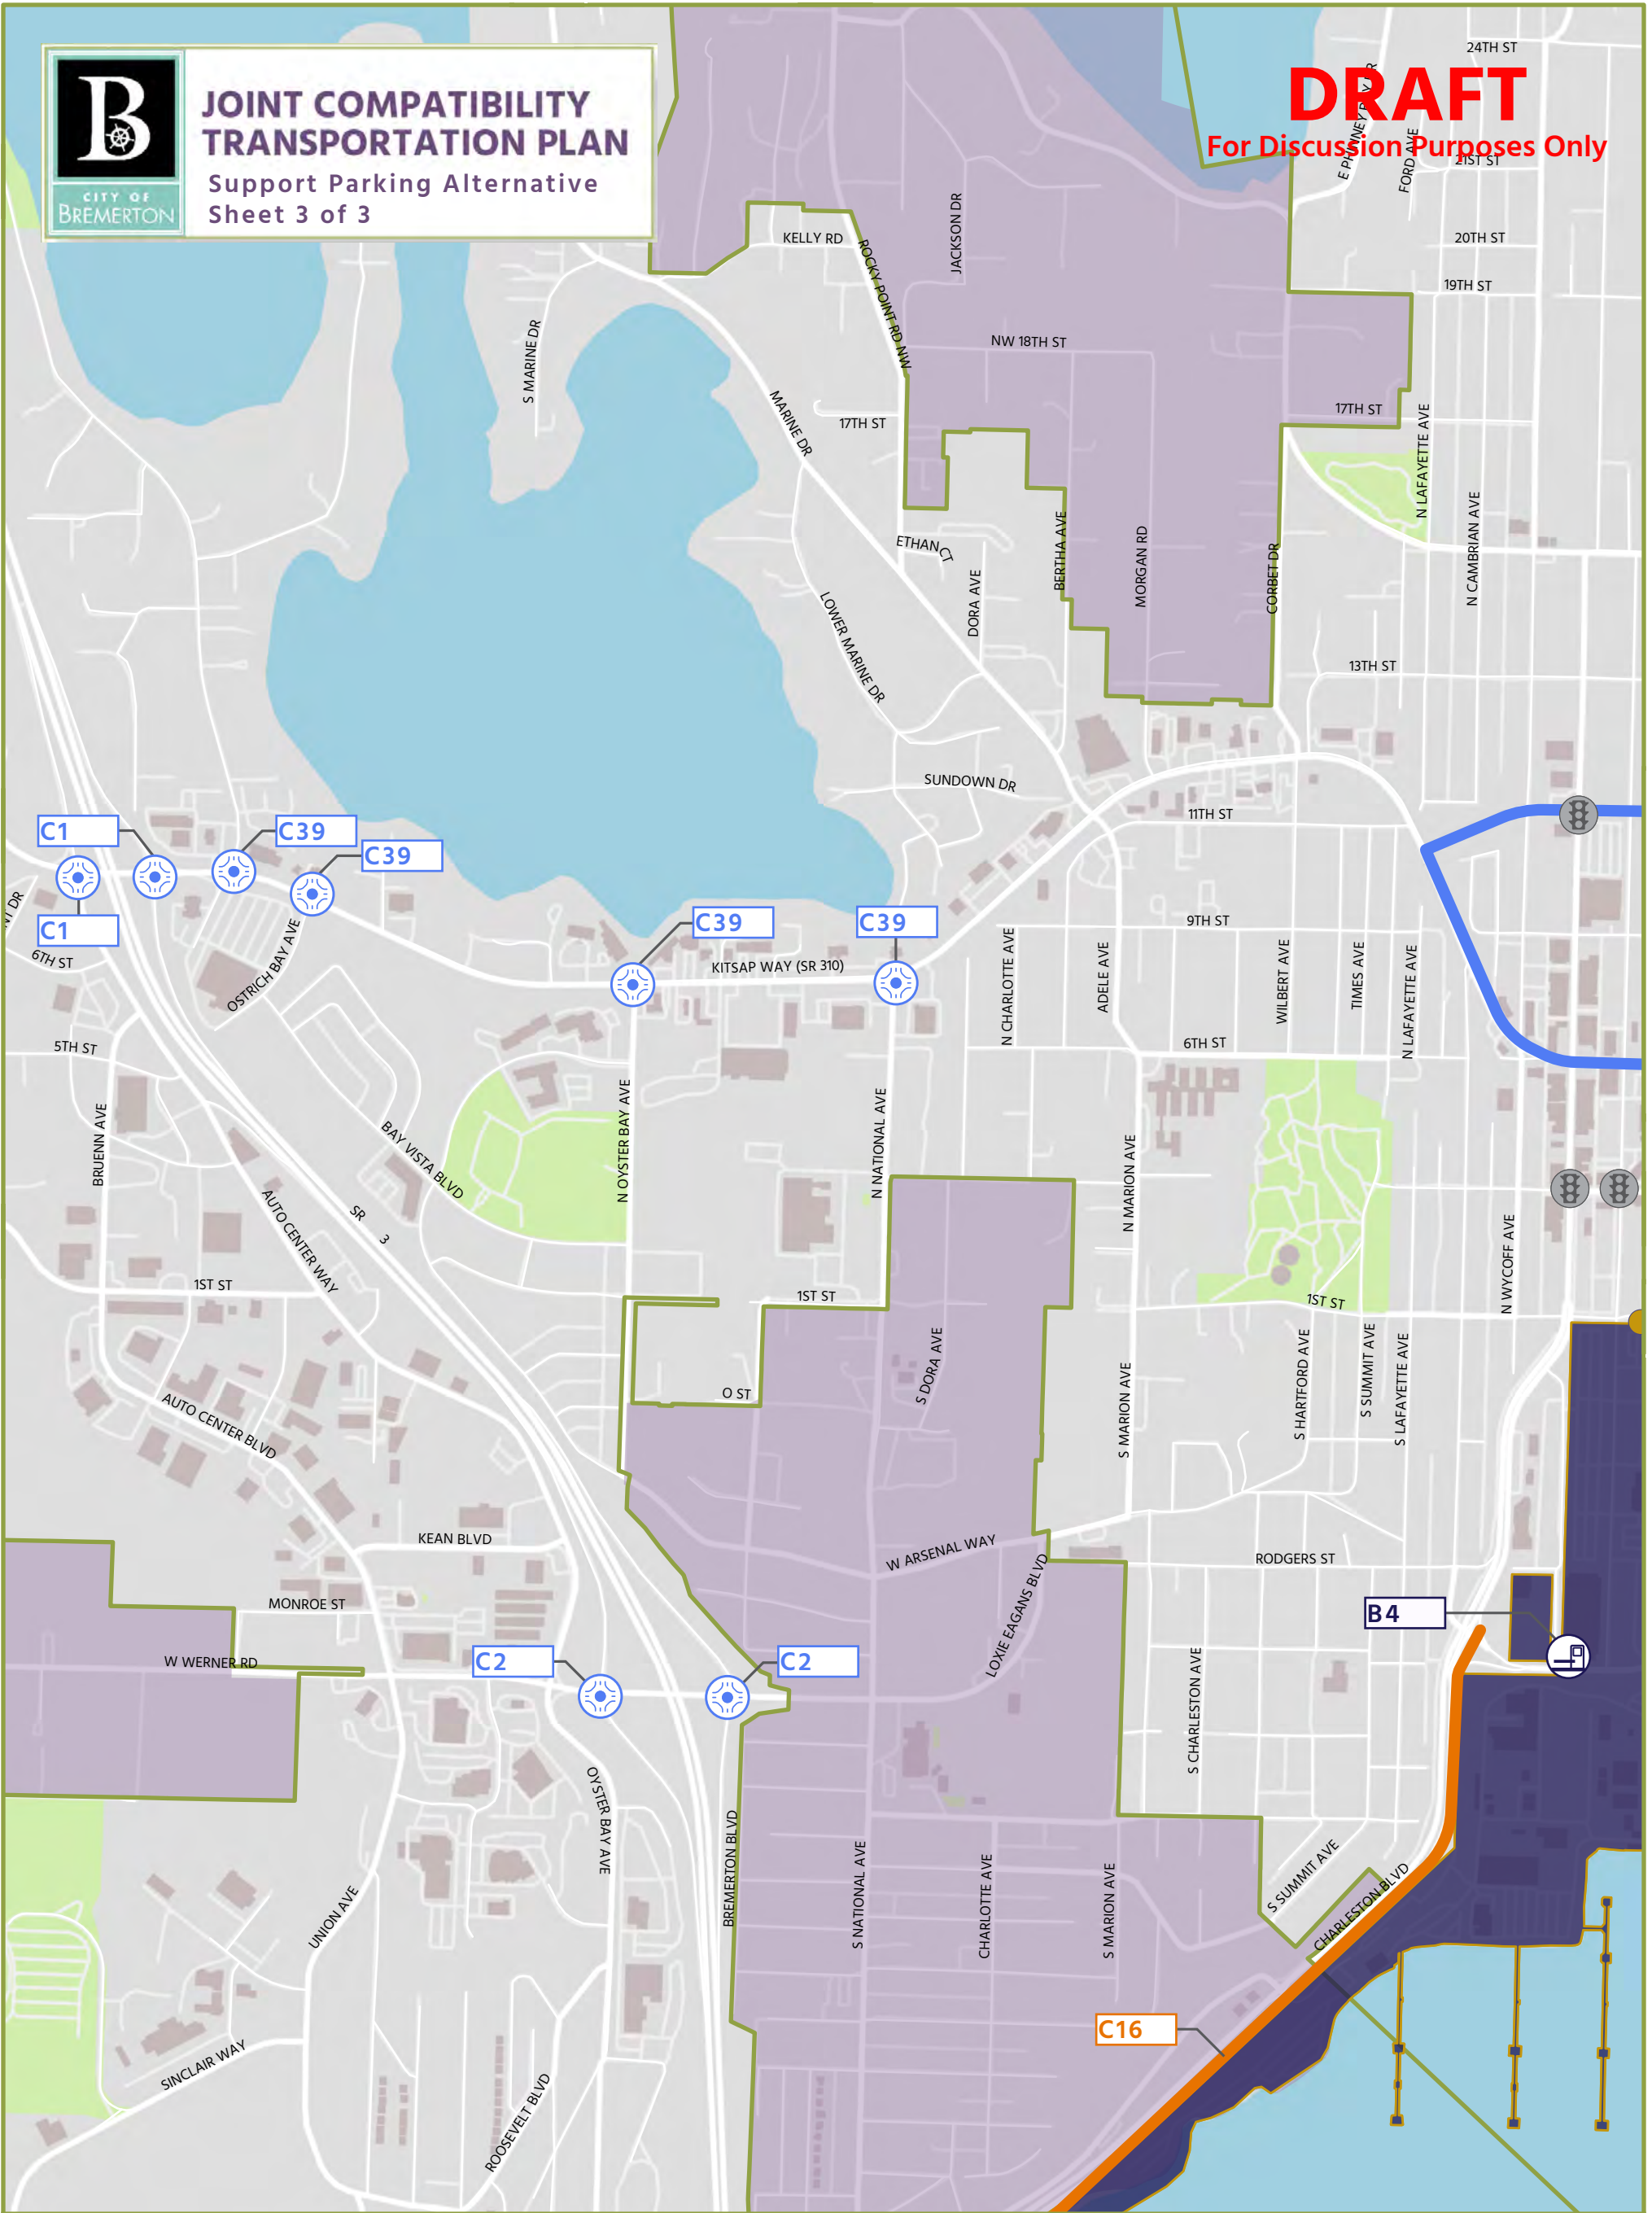 B
CITY OF
BREMERTON
JOINT COMPATIBILITY
TRANSPORTATION PLAN
Support Parking Alternative
Sheet 3 of 3
DRAFT
For Discussion Purposes Only
24TH ST
E PHINNEY BAY DR
FORD AVE
21ST ST
20TH ST
19TH ST
KELLY RD
ROCKY POINT RD NW
JACKSON DR
NW 18TH ST
S MARINE DR
MARINE DR
17TH ST
17TH ST
N LAFAYETTE AVE
N CAMBRIAN AVE
ETHAN CT
DORA AVE
BERTHA AVE
MORGAN RD
CORBET DR
LOWER MARINE DR
13TH ST
SUNDOWN DR
11TH ST
C1
C39
C39
C1
C39
C39
6TH ST
OSTRICH BAY AVE
KITSAP WAY (SR 310)
9TH ST
N CHARLOTTE AVE
ADELE AVE
WILBERT AVE
TIMES AVE
N LAFAYETTE AVE
5TH ST
6TH ST
BRUENN AVE
BAY VISTA BLVD
N OYSTER BAY AVE
N NATIONAL AVE
N MARION AVE
AUTO CENTER WAY
SR
3
N WYCOFF AVE
1ST ST
1ST ST
1ST ST
S DORA AVE
S MARION AVE
S HARTFORD AVE
S SUMMIT AVE
S LAFAYETTE AVE
O ST
AUTO CENTER BLVD
KEAN BLVD
W ARSENAL WAY
LOXIE EAGANS BLVD
RODGERS ST
MONROE ST
B4
W WERNER RD
C2
C2
S CHARLESTON AVE
OYSTER BAY AVE
BREMERTON BLVD
S NATIONAL AVE
CHARLOTTE AVE
S MARION AVE
S SUMMIT AVE
CHARLESTON BLVD
UNION AVE
C16
SINCLAIR WAY
ROOSEVELT BLVD